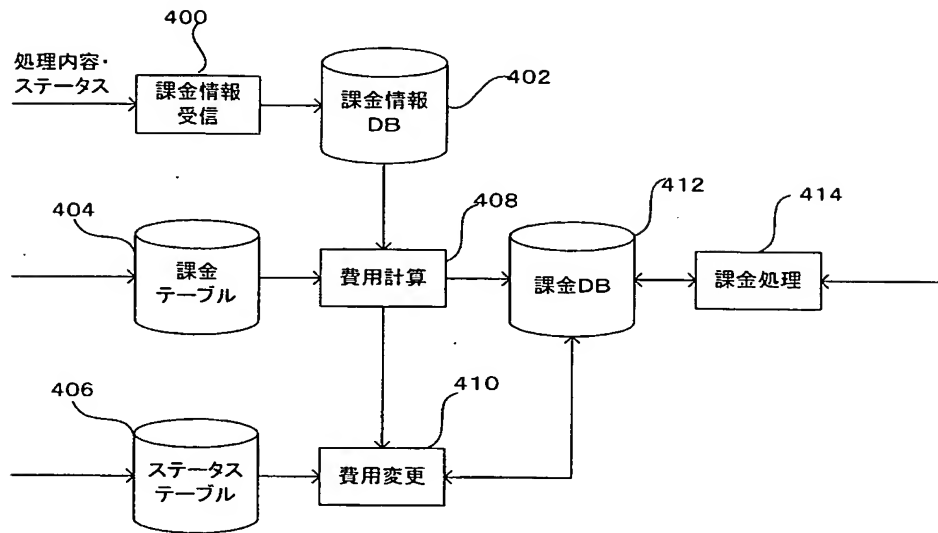 400
処理内容・
ステータス
課金情報
受信
課金情報
DB
402
404
課金
テーブル
408
費用計算
412
課金DB
414
課金処理
406
ステータス
テーブル
410
費用変更